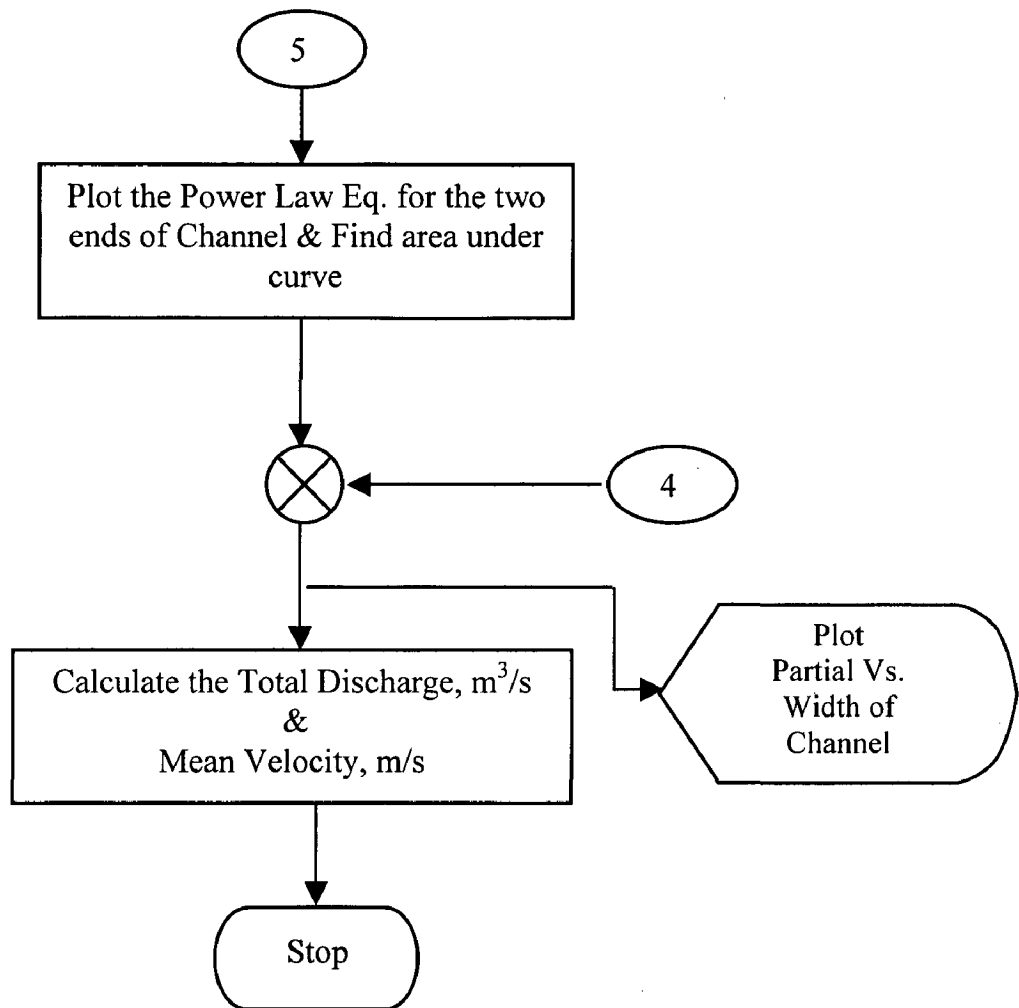 5
Plot the Power Law Eq. for the two
ends of Channel & Find area under
curve
4
Calculate the Total Discharge, m³/s
&
Mean Velocity, m/s
Plot
Partial Vs.
Width of
Channel
Stop